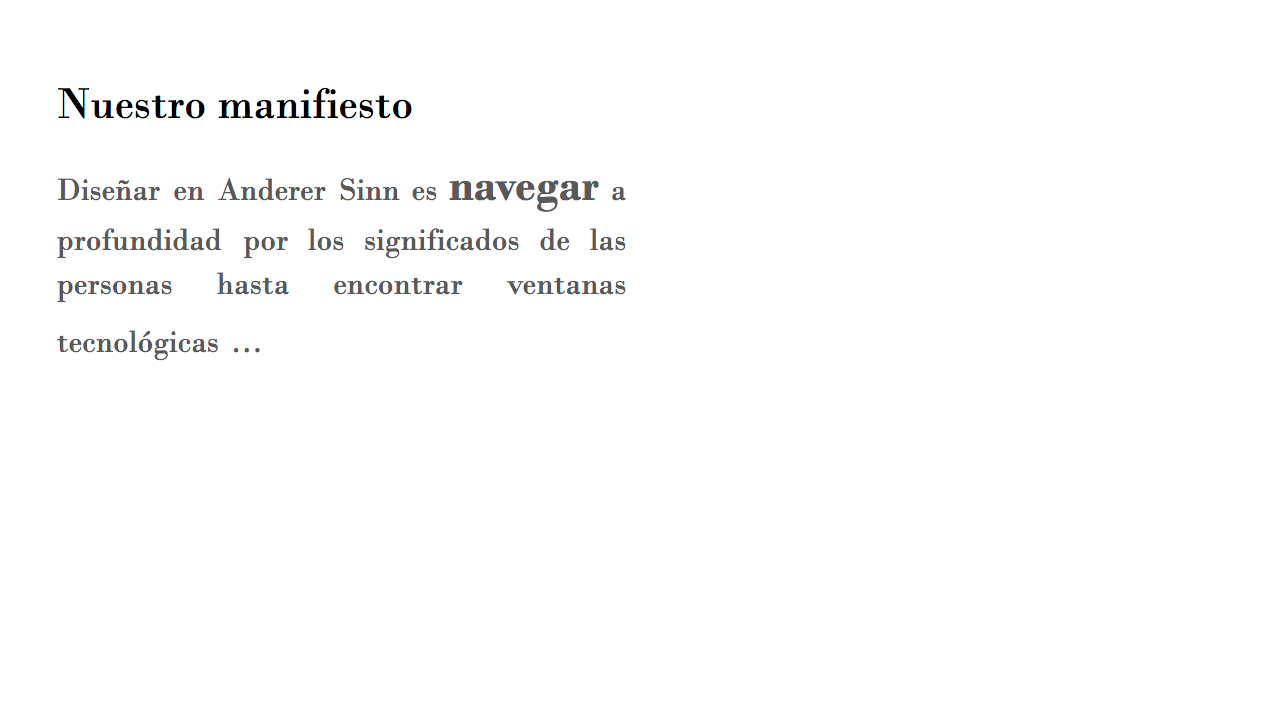 Nuestro manifiesto
Diseñar en Anderer Sinn es navegar a
profundidad por los significados de las
personas hasta encontrar ventanas
tecnológicas …